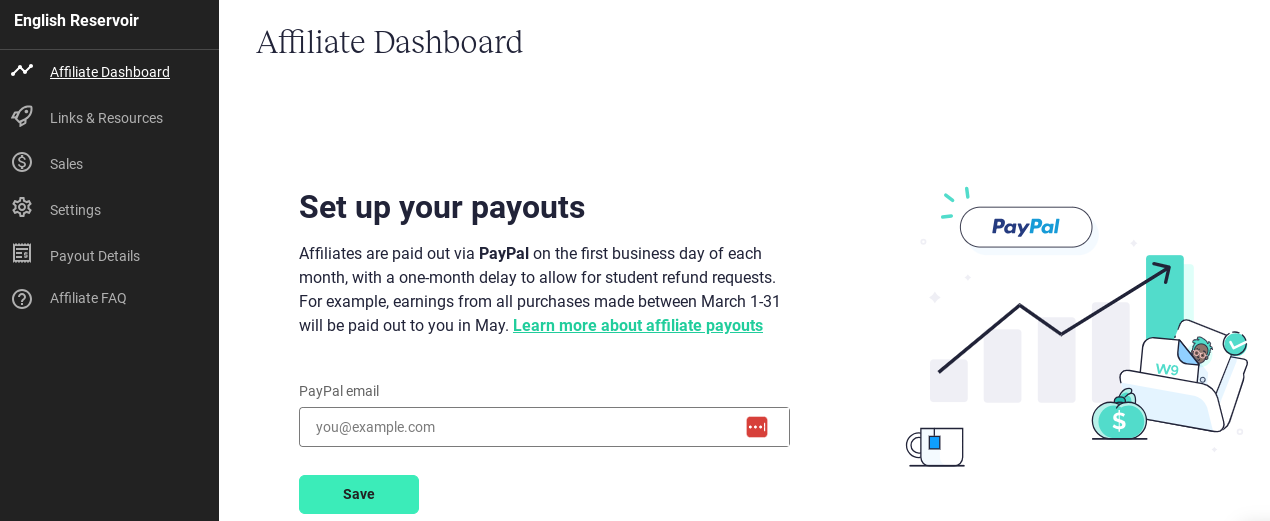 English Reservoir
Affiliate Dashboard
Links & Resources
Sales
Settings
Payout Details
Affiliate FAQ
Affiliate Dashboard
Set up your payouts
Affiliates are paid out via PayPal on the first business day of each
month, with a one-month delay to allow for student refund requests.
For example, earnings from all purchases made between March 1-31
will be paid out to you in May. Learn more about affiliate payouts
PayPal email
you@example.com
Save
PayPal
W9
$